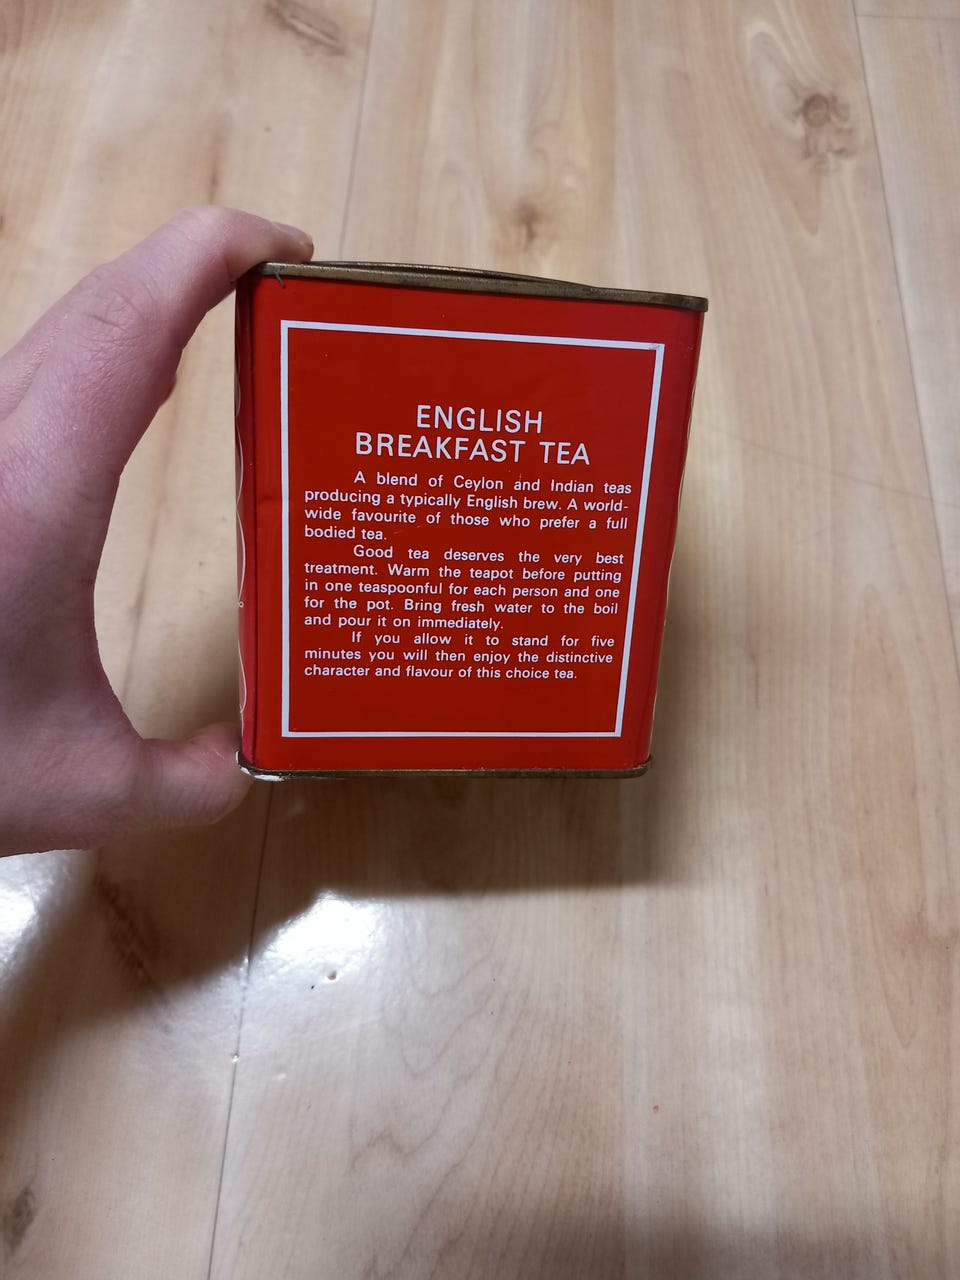 ENGLISH
BREAKFAST TEA
A blend of Ceylon and Indian teas
producing a typically English brew. A world-
wide favourite of those who prefer a full
bodied tea.
Good tea deserves the very best
treatment. Warm the teapot before putting
in one teaspoonful for each person and one
for the pot. Bring fresh water to the boil
and pour it on immediately.
If you allow it to stand for five
minutes you will then enjoy the distinctive
character and flavour of this choice tea.